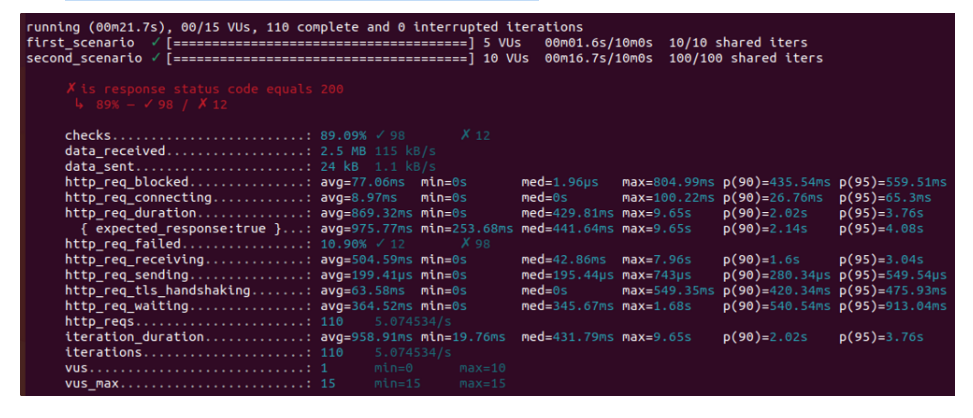 running (00m21.7s), 00/15 VUs, 110 complete and 0 interrupted iterations
first_scenario  ✓ [======================================] 5 VUs   00m01.6s/10m0s  10/10 shared iters
second_scenario ✓ [======================================] 10 VUs  00m16.7s/10m0s  100/100 shared iters
✗ is response status code equals 200
↳  89% — ✓ 98 / ✗ 12
checks.........................: 89.09% ✓ 98       ✗ 12
data_received..................: 2.5 MB 115 kB/s
data_sent......................: 24 kB  1.1 kB/s
http_req_blocked...............: avg=77.06ms  min=0s       med=1.96µs   max=804.99ms p(90)=435.54ms p(95)=559.51ms
http_req_connecting............: avg=8.97ms   min=0s       med=0s       max=100.22ms p(90)=26.76ms  p(95)=65.3ms
http_req_duration..............: avg=869.32ms min=0s       med=429.81ms max=9.65s    p(90)=2.02s    p(95)=3.76s
{ expected_response:true }...: avg=975.77ms min=253.68ms med=441.64ms max=9.65s    p(90)=2.14s    p(95)=4.08s
http_req_failed................: 10.90% ✓ 12       ✗ 98
http_req_receiving.............: avg=504.59ms min=0s       med=42.86ms  max=7.96s    p(90)=1.6s     p(95)=3.04s
http_req_sending...............: avg=199.41µs min=0s       med=195.44µs max=743µs    p(90)=280.34µs p(95)=549.54µs
http_req_tls_handshaking.......: avg=63.58ms  min=0s       med=0s       max=549.35ms p(90)=420.34ms p(95)=475.93ms
http_req_waiting...............: avg=364.52ms min=0s       med=345.67ms max=1.68s    p(90)=540.54ms p(95)=913.04ms
http_reqs......................: 110    5.074534/s
iteration_duration.............: avg=958.91ms min=19.76ms  med=431.79ms max=9.65s    p(90)=2.02s    p(95)=3.76s
iterations.....................: 110    5.074534/s
vus............................: 1      min=0      max=10
vus_max........................: 15     min=15     max=15